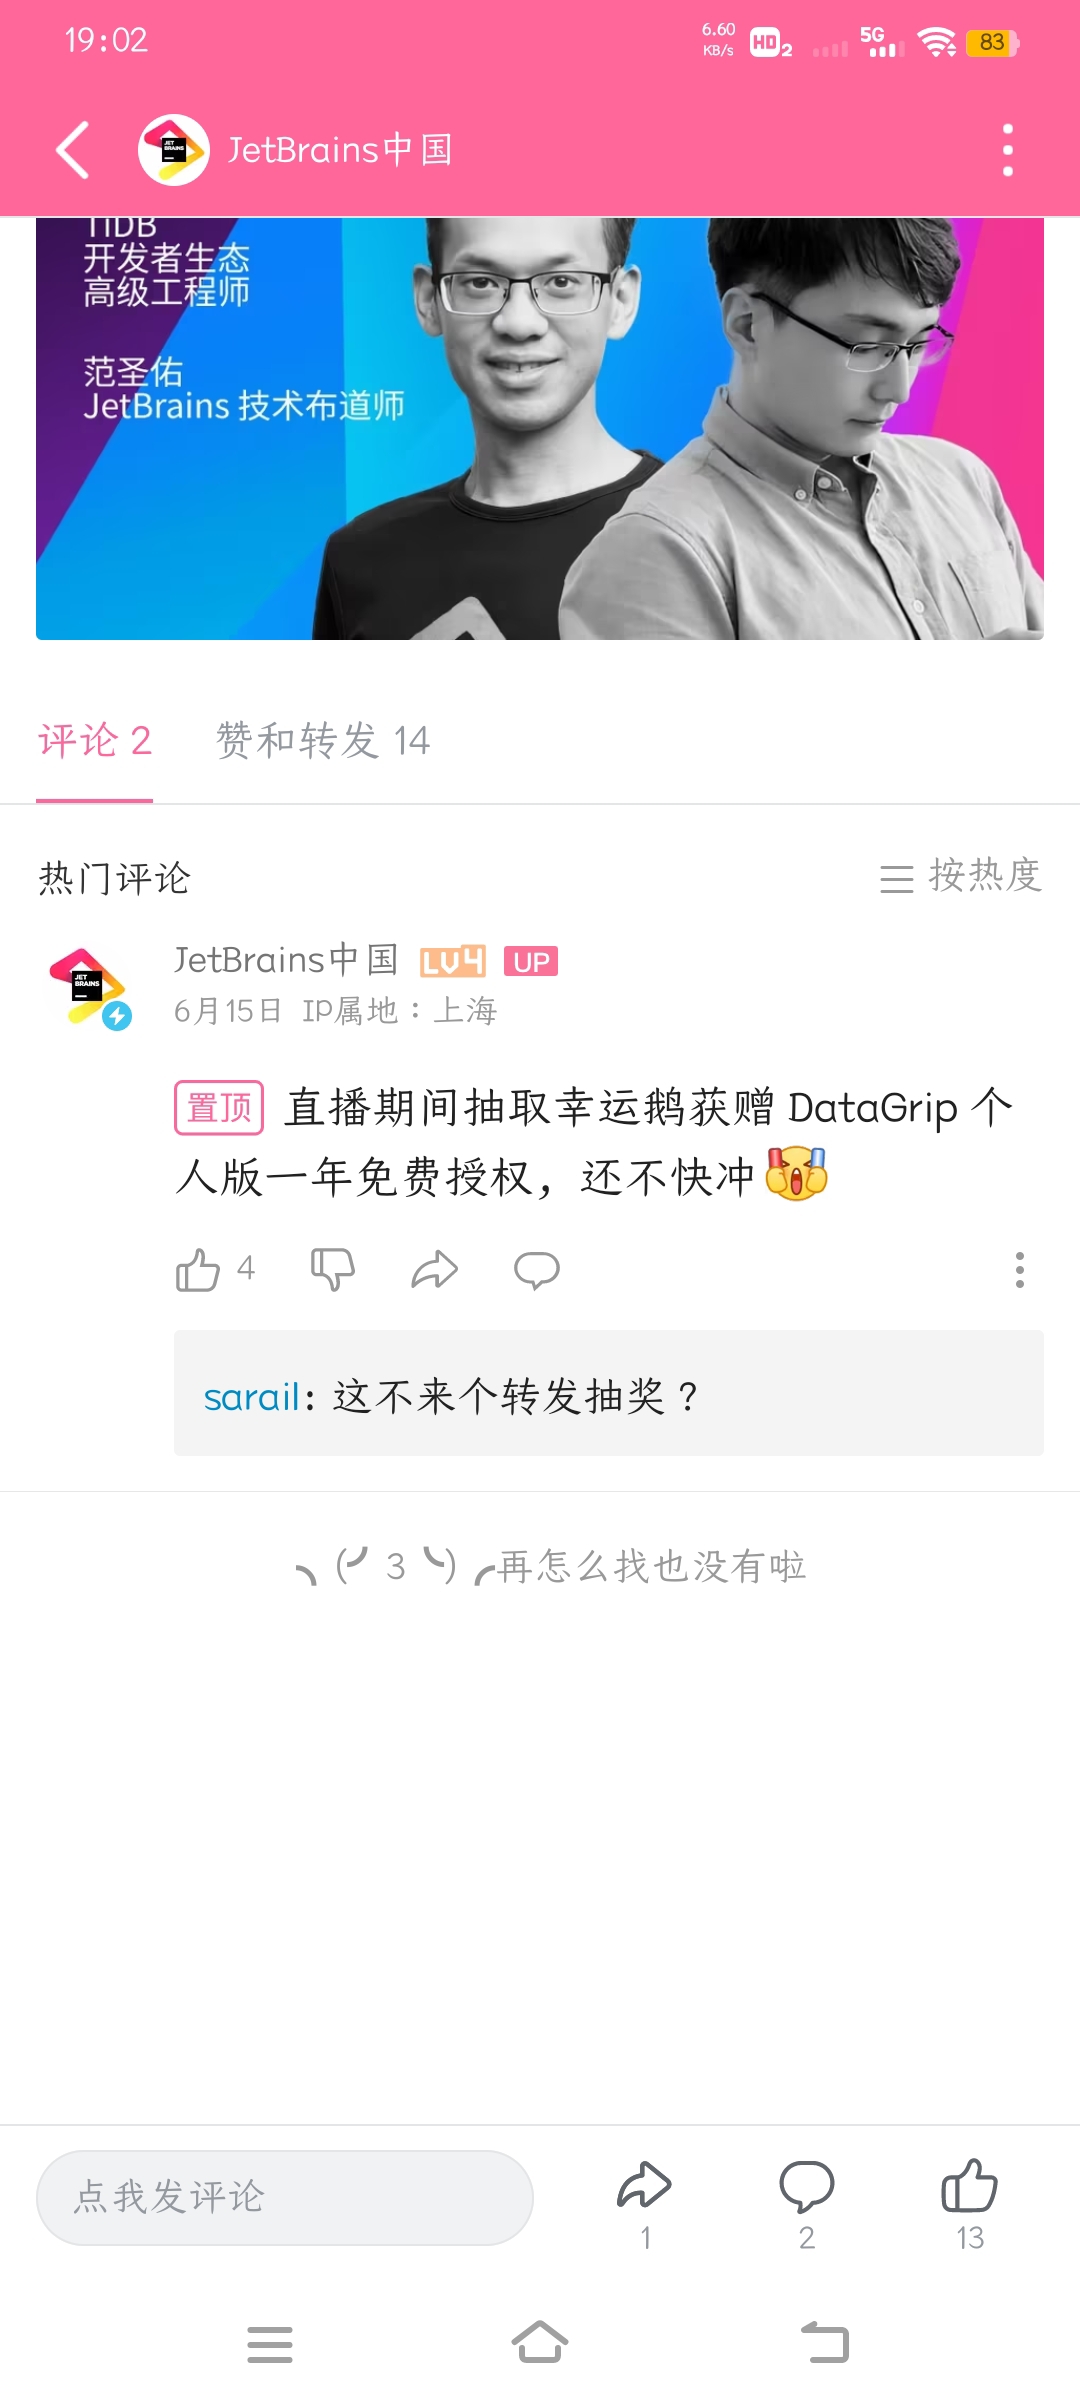 19:02
6.60
KB/s
HD 2
5G
83
JetBrains中国
TiDB
开发者生态
高级工程师
范圣佑
JetBrains 技术布道师
评论 2
赞和转发 14
热门评论
按热度
JET
BRAINS
JetBrains中国 LV4 UP
6月15日 IP属地：上海
置顶 直播期间抽取幸运鹅获赠 DataGrip 个
人版一年免费授权，还不快冲
4
sarail: 这不来个转发抽奖？
╮(╯3╰)╭再怎么找也没有啦
点我发评论
1
2
13